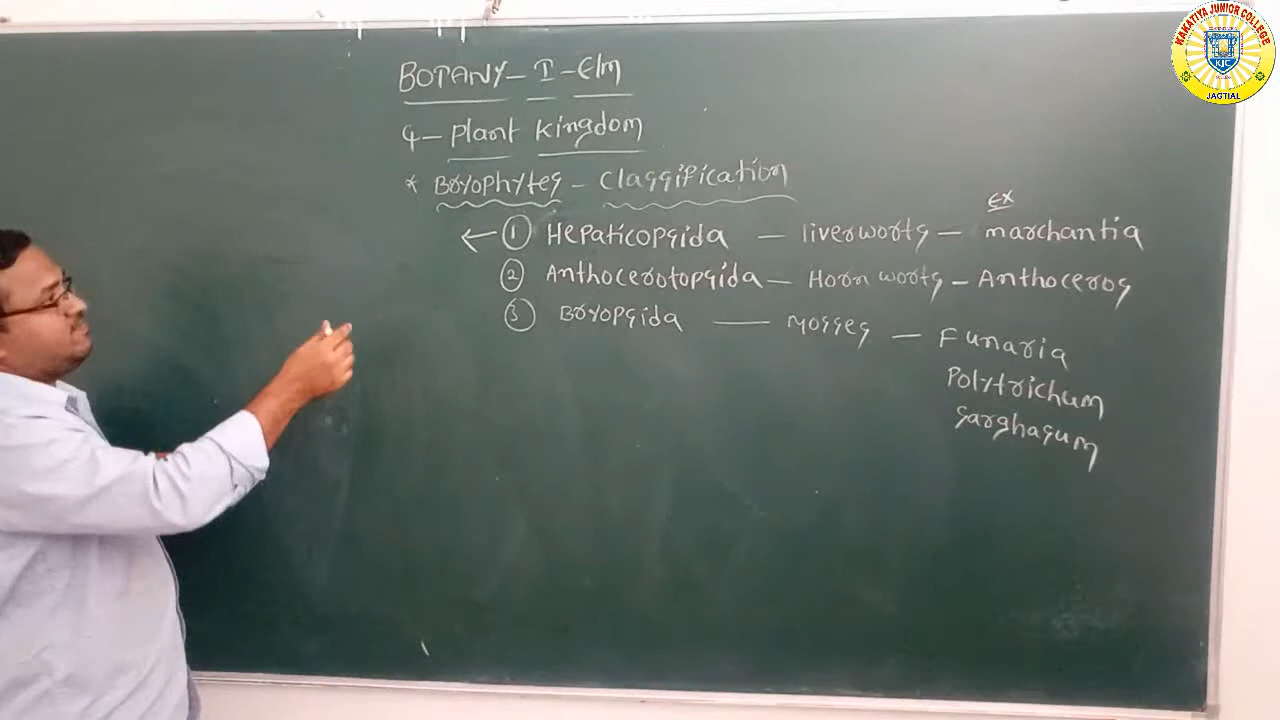 BOTANY - I - E/m
4 - Plant Kingdom
* Bryophytes - Classification
Ex
← 1 Hepaticopsida - liverworts - marchantia
2 Anthocerotopsida - Horn worts - Anthoceros
3 Bryopsida - Mosses - Funaria
Polytrichum
Sarghasum
KAKATIYA JUNIOR COLLEGE
KJC
JAGTIAL